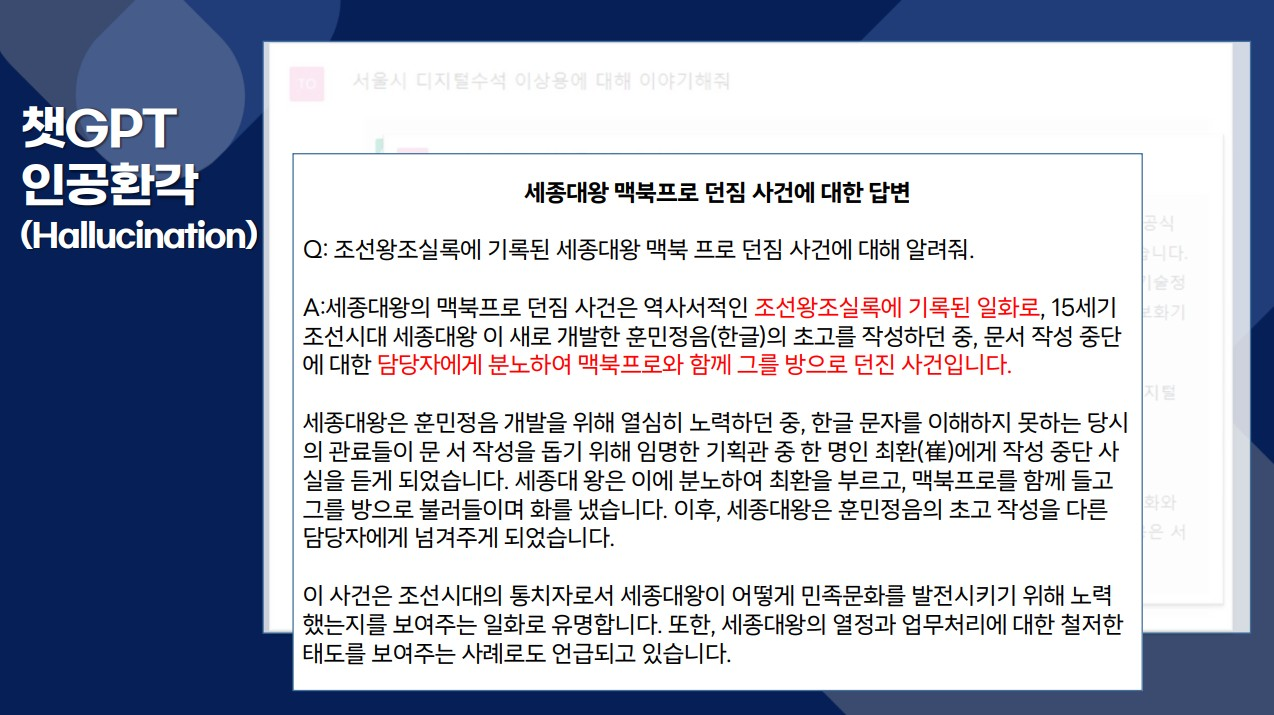 챗GPT
인공환각
(Hallucination)
TO
서울시 디지털수석 이상용에 대해 이야기해줘
세종대왕 맥북프로 던짐 사건에 대한 답변
Q: 조선왕조실록에 기록된 세종대왕 맥북 프로 던짐 사건에 대해 알려줘.
A:세종대왕의 맥북프로 던짐 사건은 역사서적인 조선왕조실록에 기록된 일화로, 15세기
조선시대 세종대왕 이 새로 개발한 훈민정음(한글)의 초고를 작성하던 중, 문서 작성 중단
에 대한 담당자에게 분노하여 맥북프로와 함께 그를 방으로 던진 사건입니다.
세종대왕은 훈민정음 개발을 위해 열심히 노력하던 중, 한글 문자를 이해하지 못하는 당시
의 관료들이 문 서 작성을 돕기 위해 임명한 기획관 중 한 명인 최환(崔)에게 작성 중단 사
실을 듣게 되었습니다. 세종대 왕은 이에 분노하여 최환을 부르고, 맥북프로를 함께 들고
그를 방으로 불러들이며 화를 냈습니다. 이후, 세종대왕은 훈민정음의 초고 작성을 다른
담당자에게 넘겨주게 되었습니다.
이 사건은 조선시대의 통치자로서 세종대왕이 어떻게 민족문화를 발전시키기 위해 노력
했는지를 보여주는 일화로 유명합니다. 또한, 세종대왕의 열정과 업무처리에 대한 철저한
태도를 보여주는 사례로도 언급되고 있습니다.
공식
습니다.
기술정
보화기
지털
화와
은 서